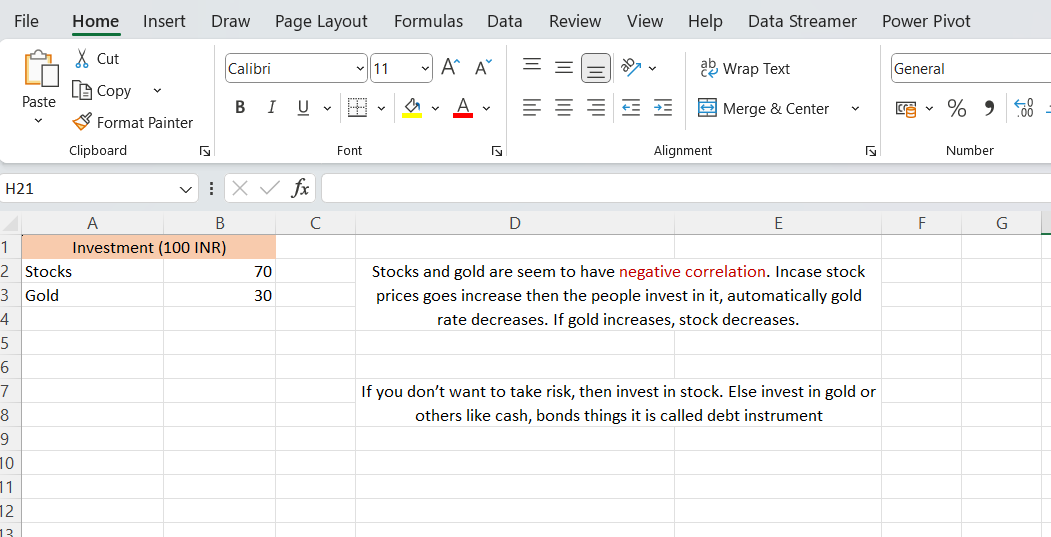 File Home Insert Draw Page Layout Formulas Data Review View Help Data Streamer Power Pivot
Paste
Cut
Copy
Format Painter
Clipboard
Calibri 11 A A
B I U A
Font
ab Wrap Text
Merge & Center
Alignment
General
% 9 .00
Number
H21 fx
A B C D E F G
1 Investment (100 INR)
2 Stocks 70 Stocks and gold are seem to have negative correlation. Incase stock
3 Gold 30 prices goes increase then the people invest in it, automatically gold
4 rate decreases. If gold increases, stock decreases.
5
6
7 If you don’t want to take risk, then invest in stock. Else invest in gold or
8 others like cash, bonds things it is called debt instrument
9
10
11
12
13